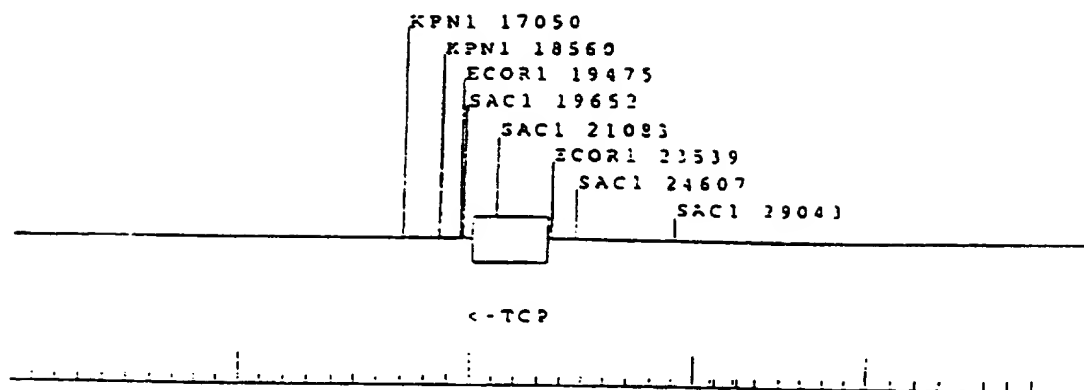 KPN1 17050
KPN1 18560
ECOR1 19475
SAC1 19652
SAC1 21083
ECOR1 23539
SAC1 24607
SAC1 29043
<-TCP